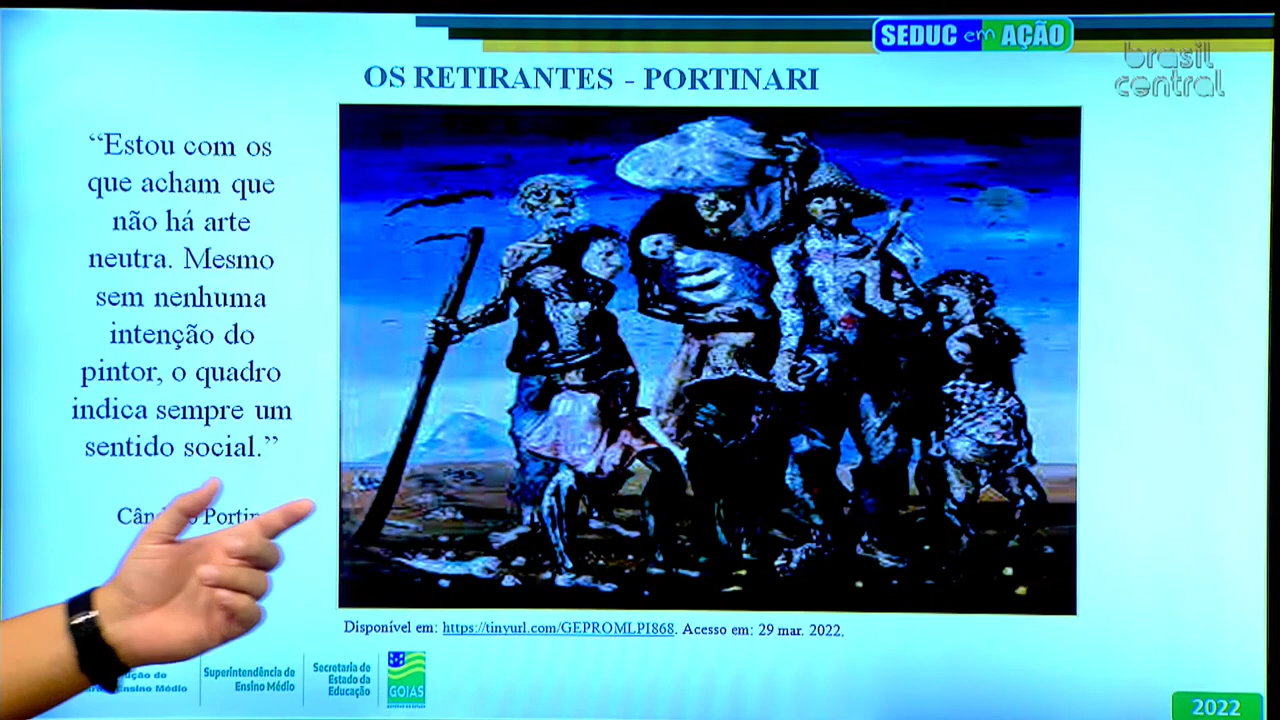 SEDUC em AÇÃO
brasil
central
OS RETIRANTES - PORTINARI
“Estou com os
que acham que
não há arte
neutra. Mesmo
sem nenhuma
intenção do
pintor, o quadro
indica sempre um
sentido social.”
Disponível em: https://tinyurl.com/GEPROMLPI868. Acesso em: 29 mar. 2022.
Ensino Médio
Superintendência de
Ensino Médio
Secretaria de
Estado da
Educação
GOIÁS
2022